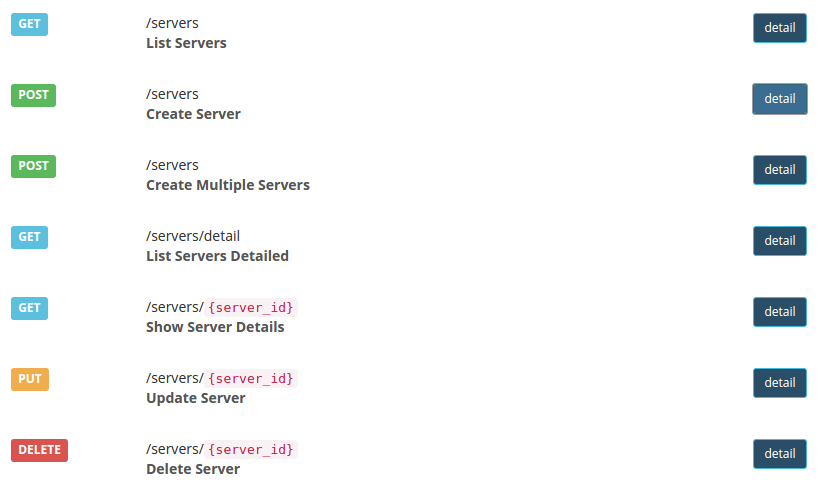 GET /servers detail
List Servers
POST /servers detail
Create Server
POST /servers detail
Create Multiple Servers
GET /servers/detail detail
List Servers Detailed
GET /servers/{server_id} detail
Show Server Details
PUT /servers/{server_id} detail
Update Server
DELETE /servers/{server_id} detail
Delete Server